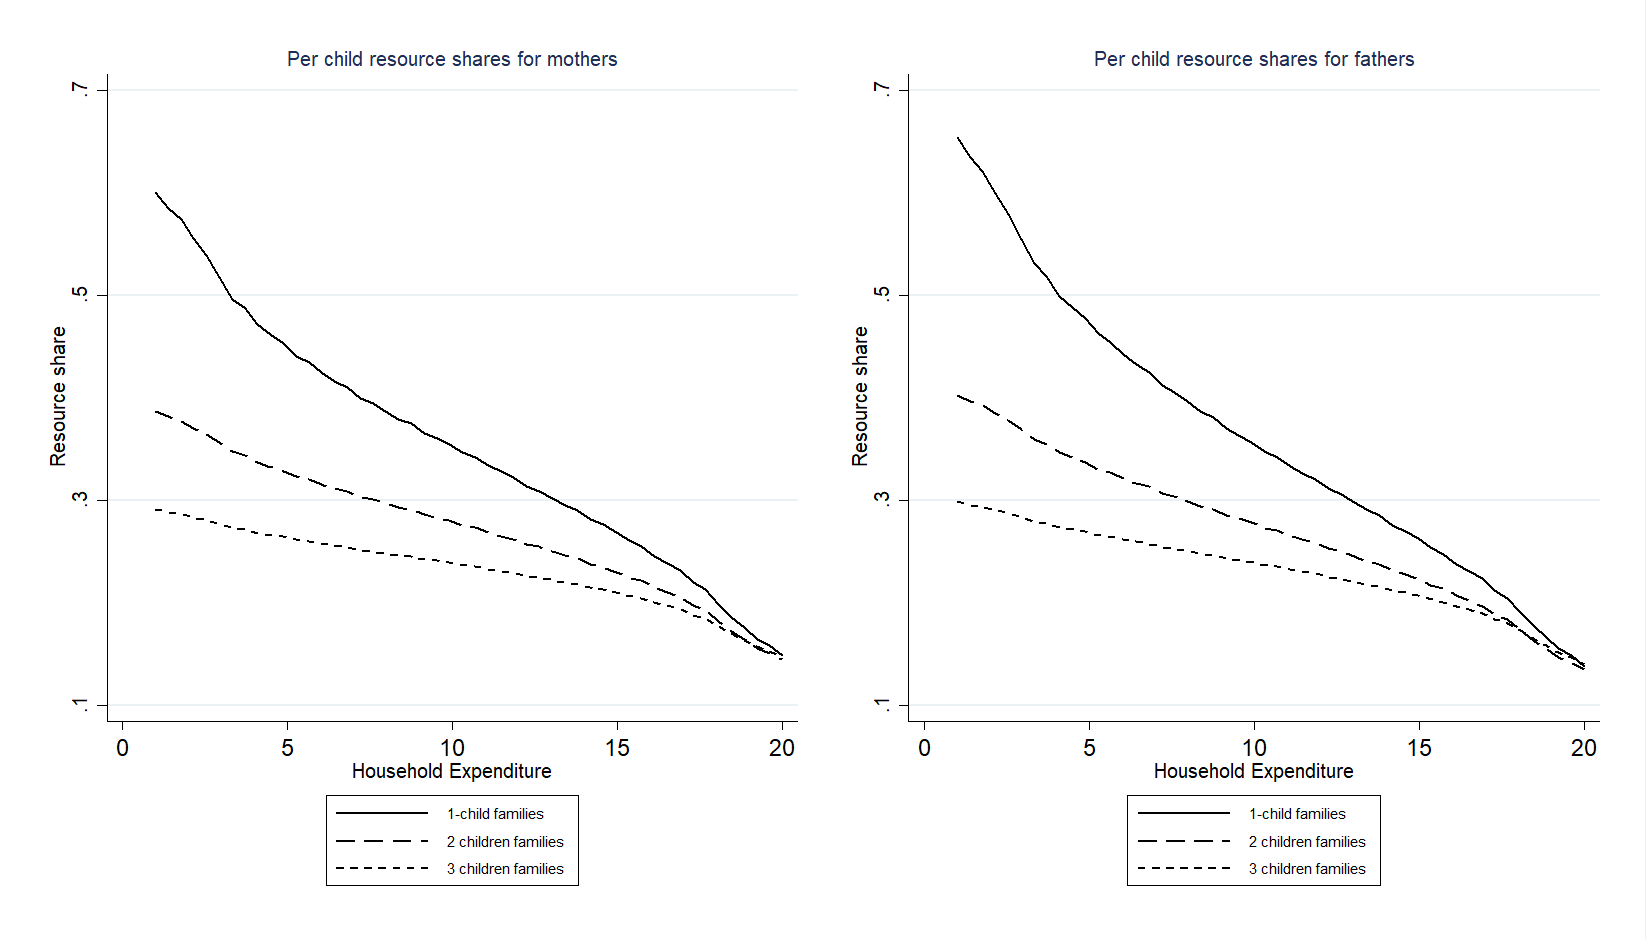 Per child resource shares for mothers
.7
.5
.3
.1
Resource share
0 5 10 15 20
Household Expenditure
1-child families
2 children families
3 children families
Per child resource shares for fathers
.7
.5
.3
.1
Resource share
0 5 10 15 20
Household Expenditure
1-child families
2 children families
3 children families